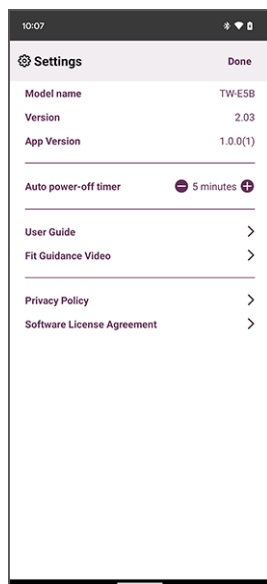 10:07
Settings Done
Model name TW-E5B
Version 2.03
App Version 1.0.0(1)
Auto power-off timer 5 minutes
User Guide
Fit Guidance Video
Privacy Policy
Software License Agreement